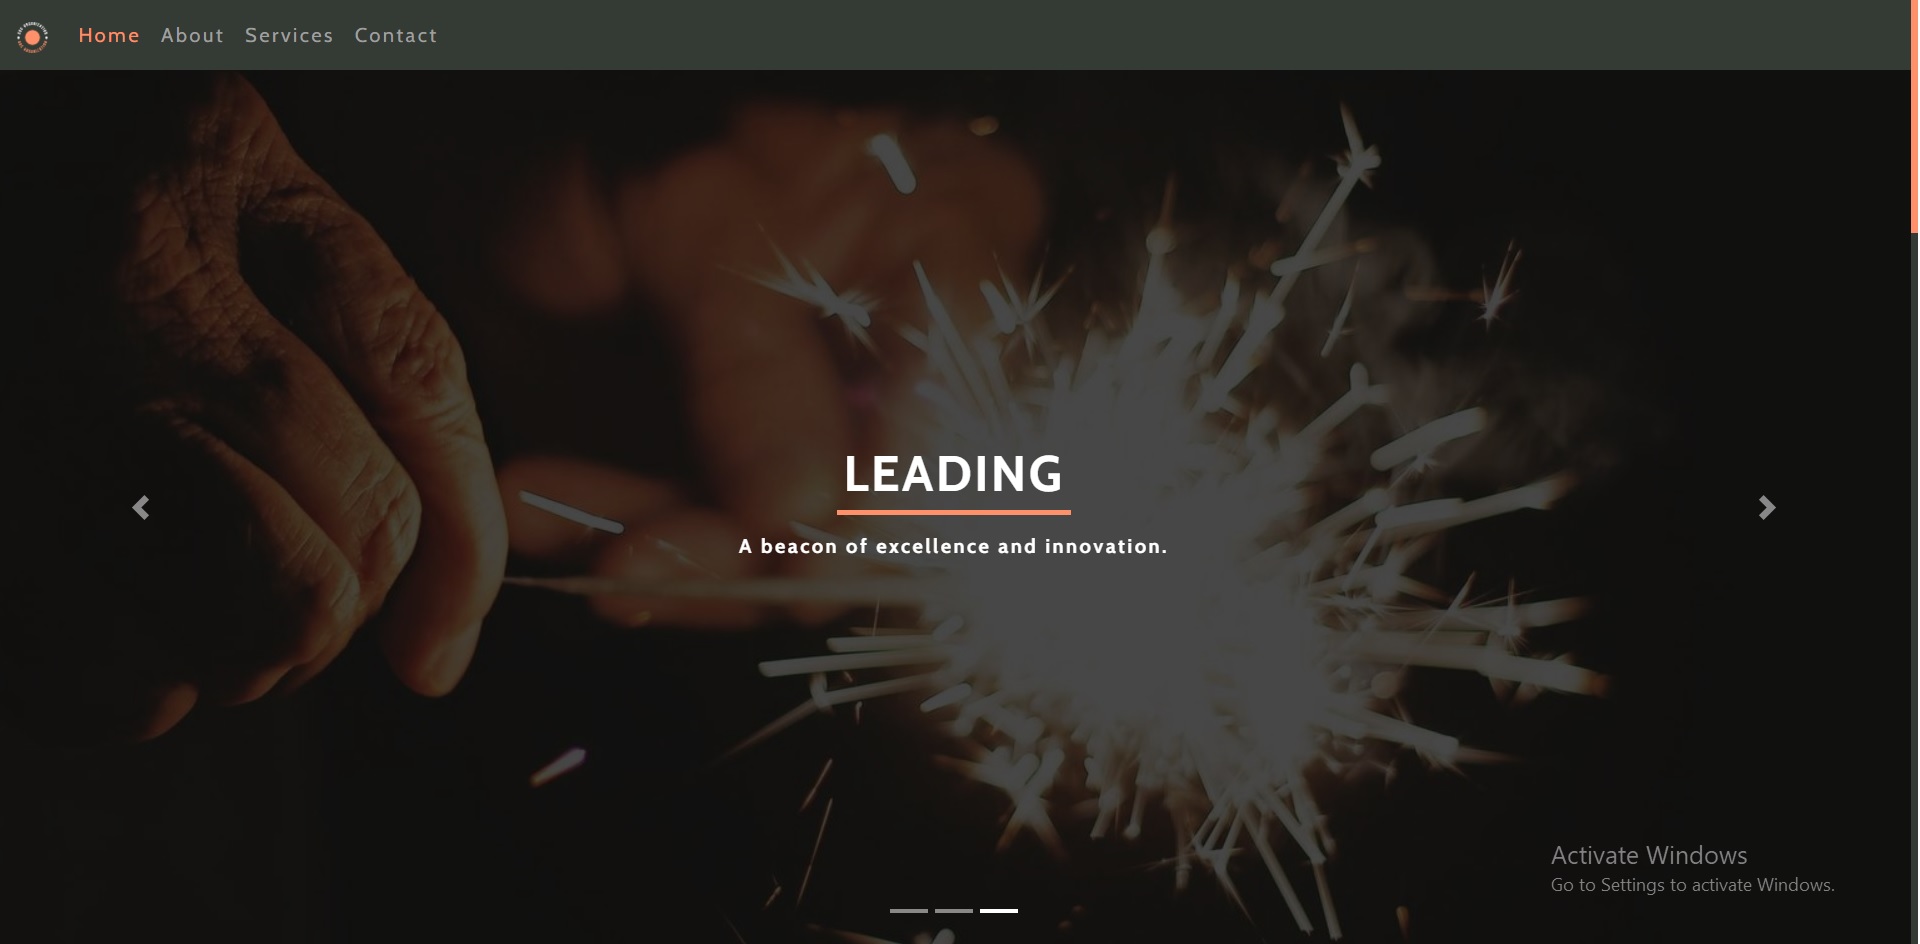 Home About Services Contact
LEADING
A beacon of excellence and innovation.
Activate Windows
Go to Settings to activate Windows.